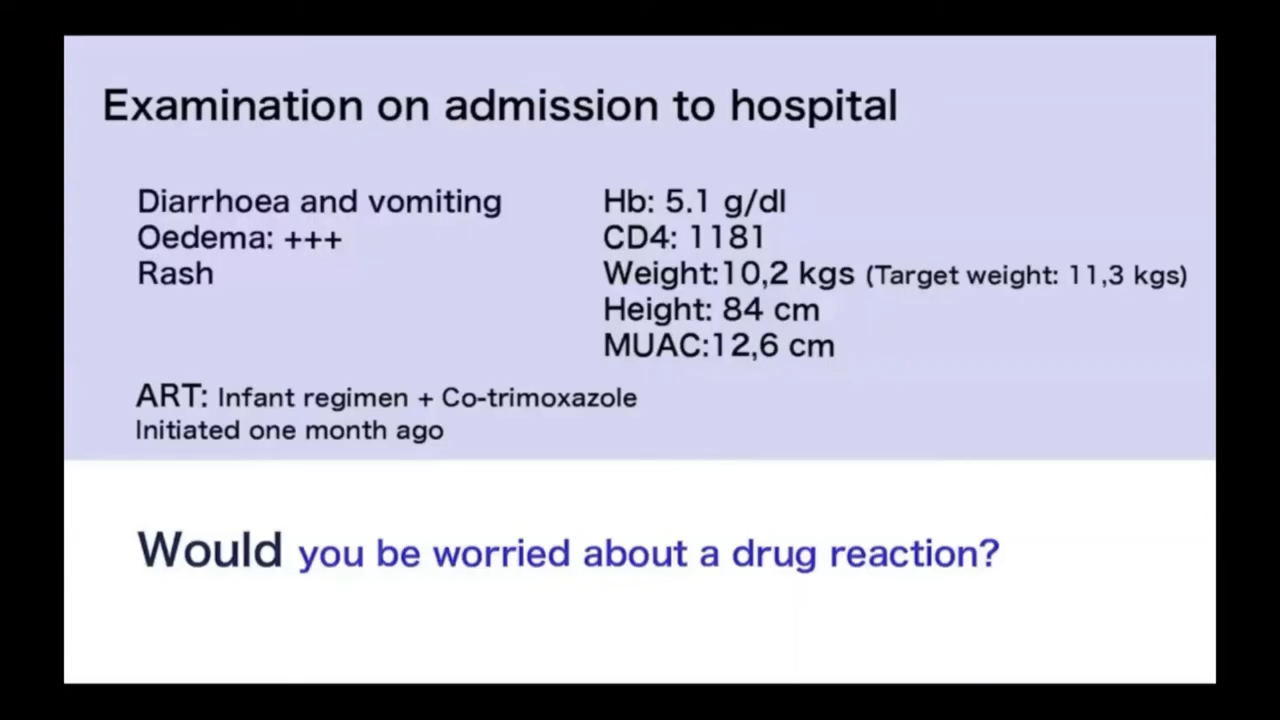 Examination on admission to hospital
Diarrhoea and vomiting
Oedema: +++
Rash
Hb: 5.1 g/dl
CD4: 1181
Weight:10,2 kgs (Target weight: 11,3 kgs)
Height: 84 cm
MUAC:12,6 cm
ART: Infant regimen + Co-trimoxazole
Initiated one month ago
Would you be worried about a drug reaction?